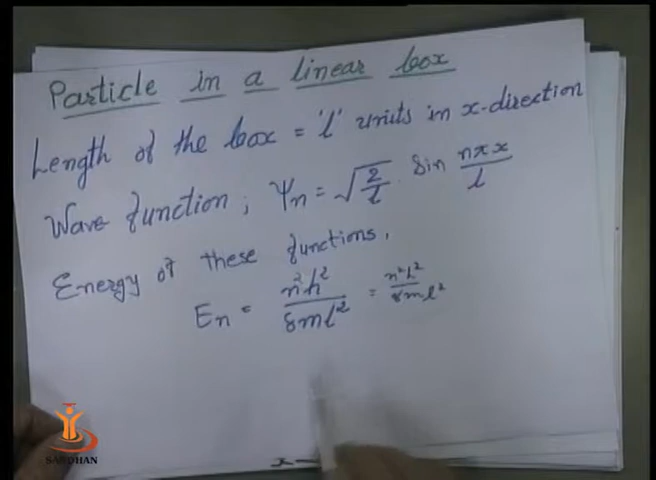 Particle in a linear box
Length of the box = 'l' units in x-direction
Wave function; Ψn = √2/l . Sin nπx/l
Energy of these functions,
En = n²h²/8ml² = n²h²/8ml²
SANDHAN